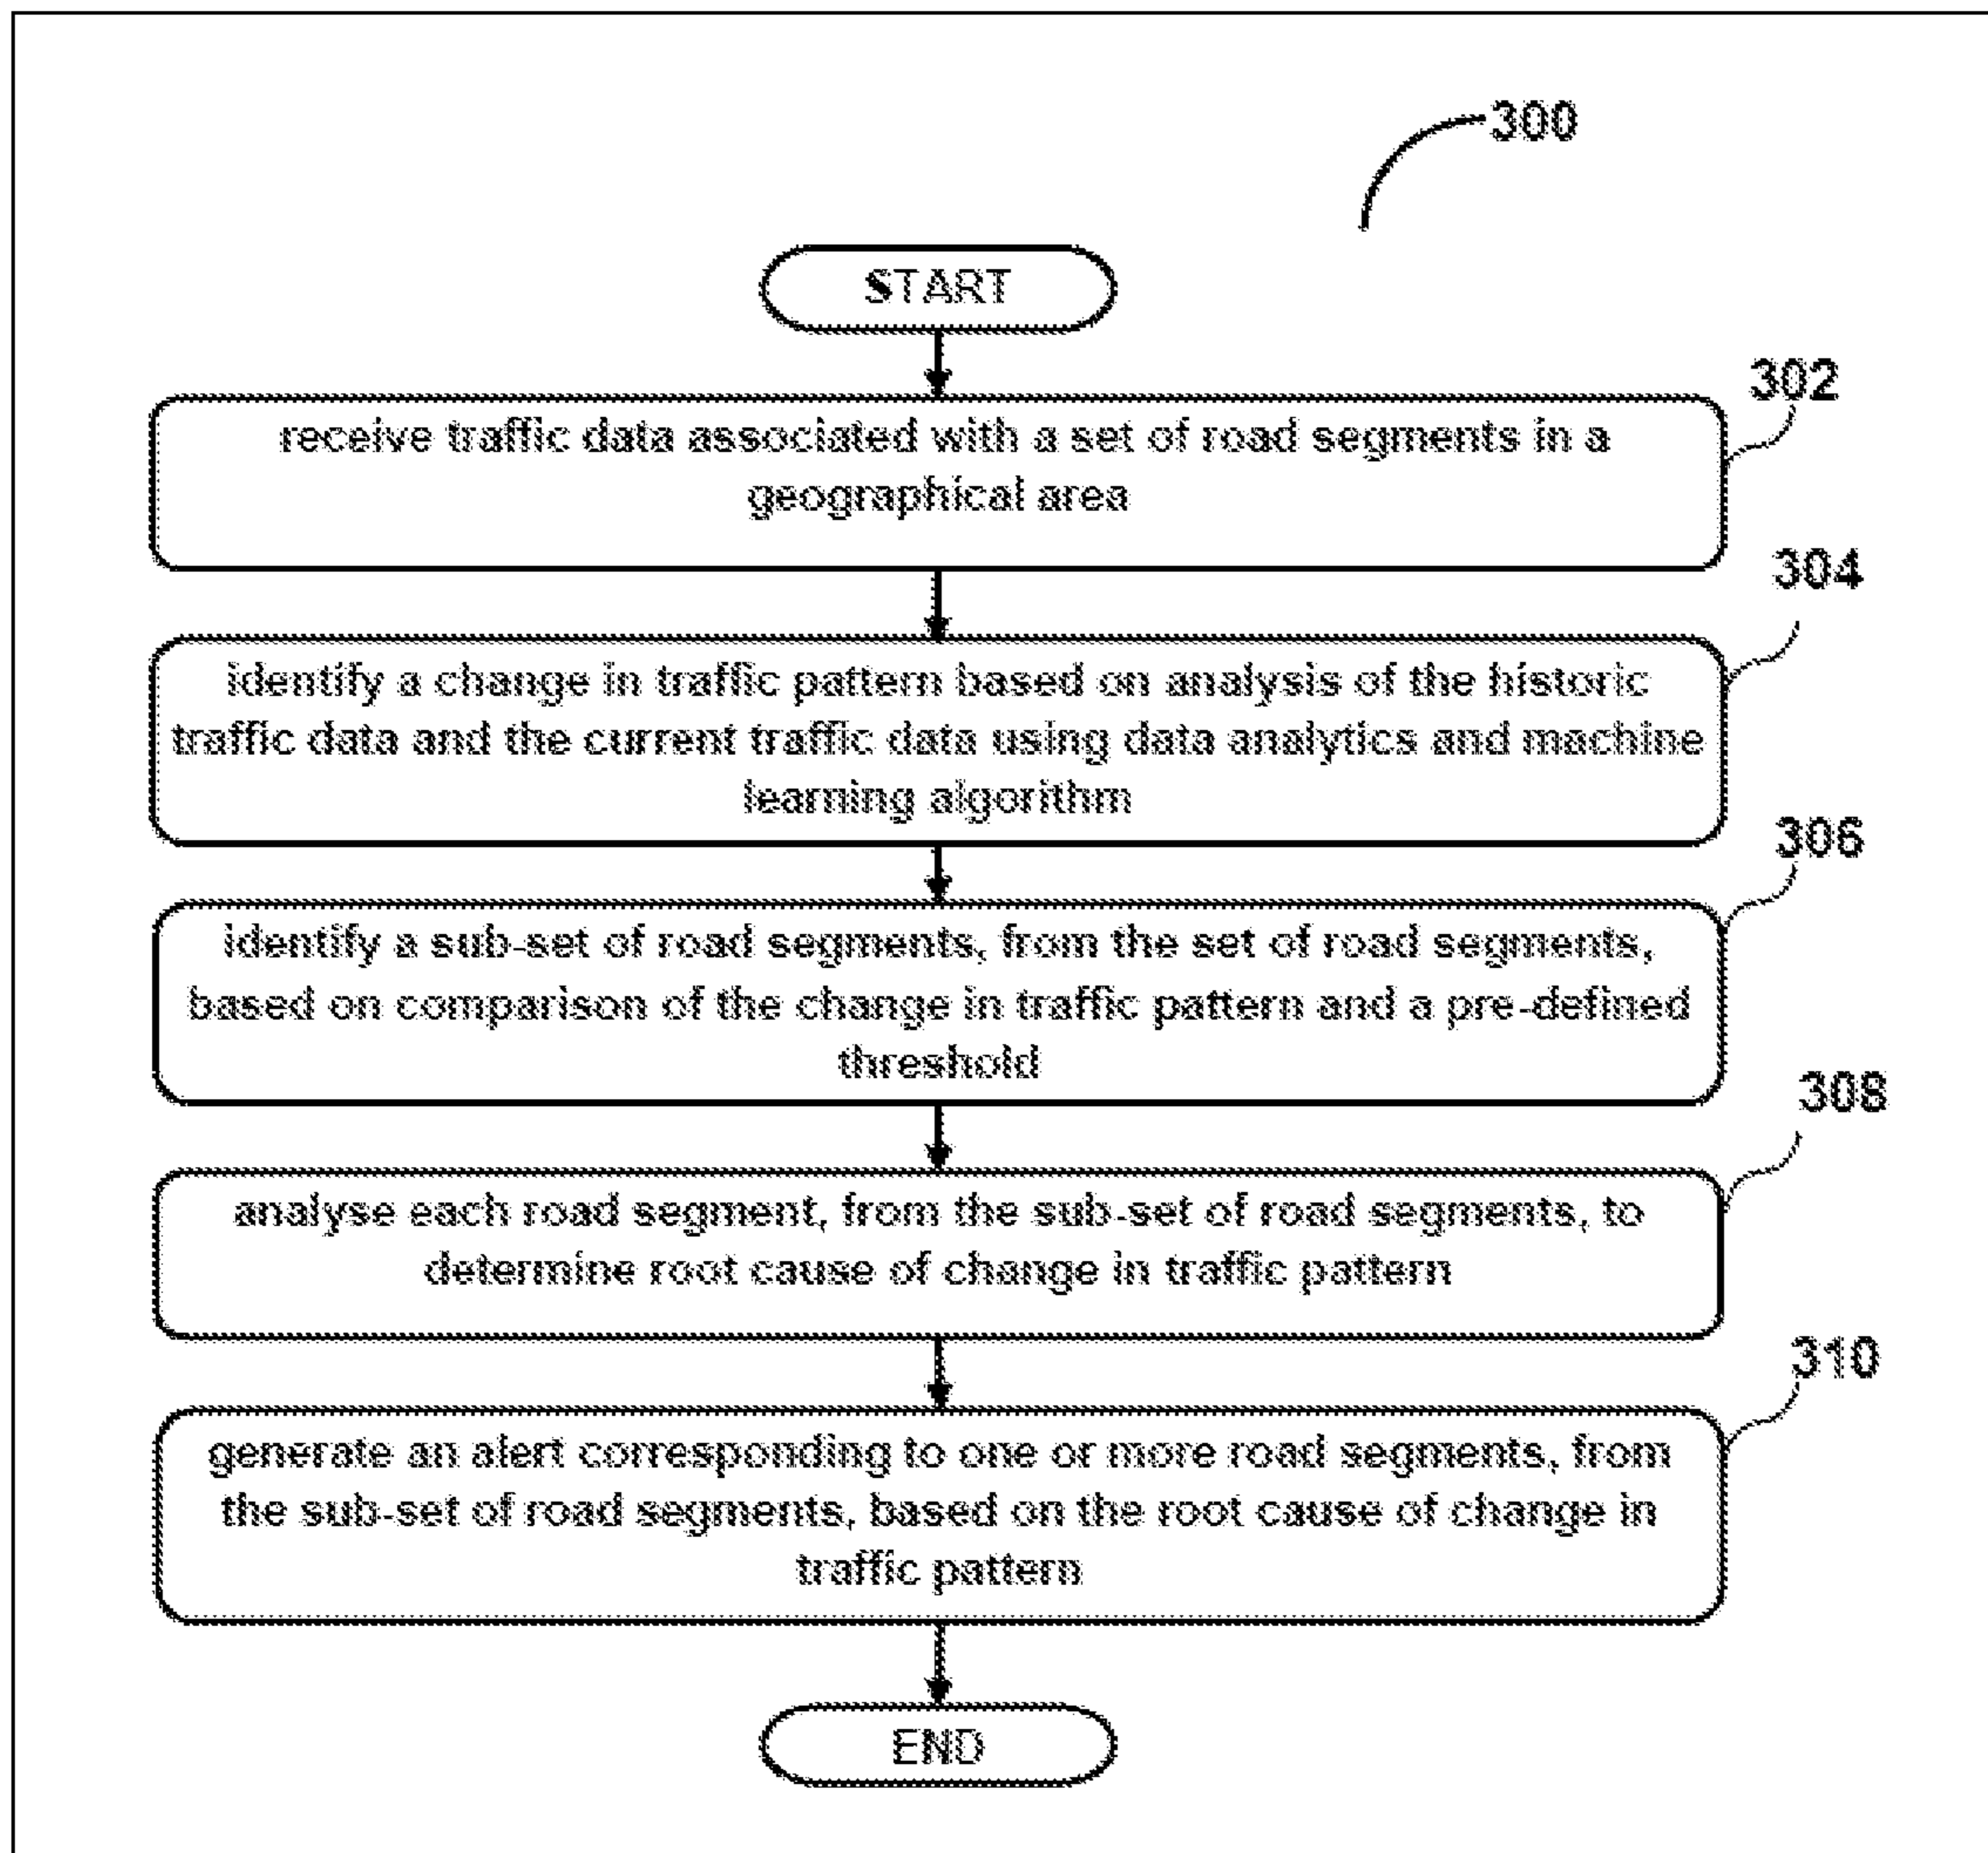 300
START
302
receive traffic data associated with a set of road segments in a
geographical area
304
identify a change in traffic pattern based on analysis of the historic
traffic data and the current traffic data using data analytics and machine
learning algorithm
306
identify a sub-set of road segments, from the set of road segments,
based on comparison of the change in traffic pattern and a pre-defined
threshold
308
analyse each road segment, from the sub-set of road segments, to
determine root cause of change in traffic pattern
310
generate an alert corresponding to one or more road segments, from
the sub-set of road segments, based on the root cause of change in
traffic pattern
END